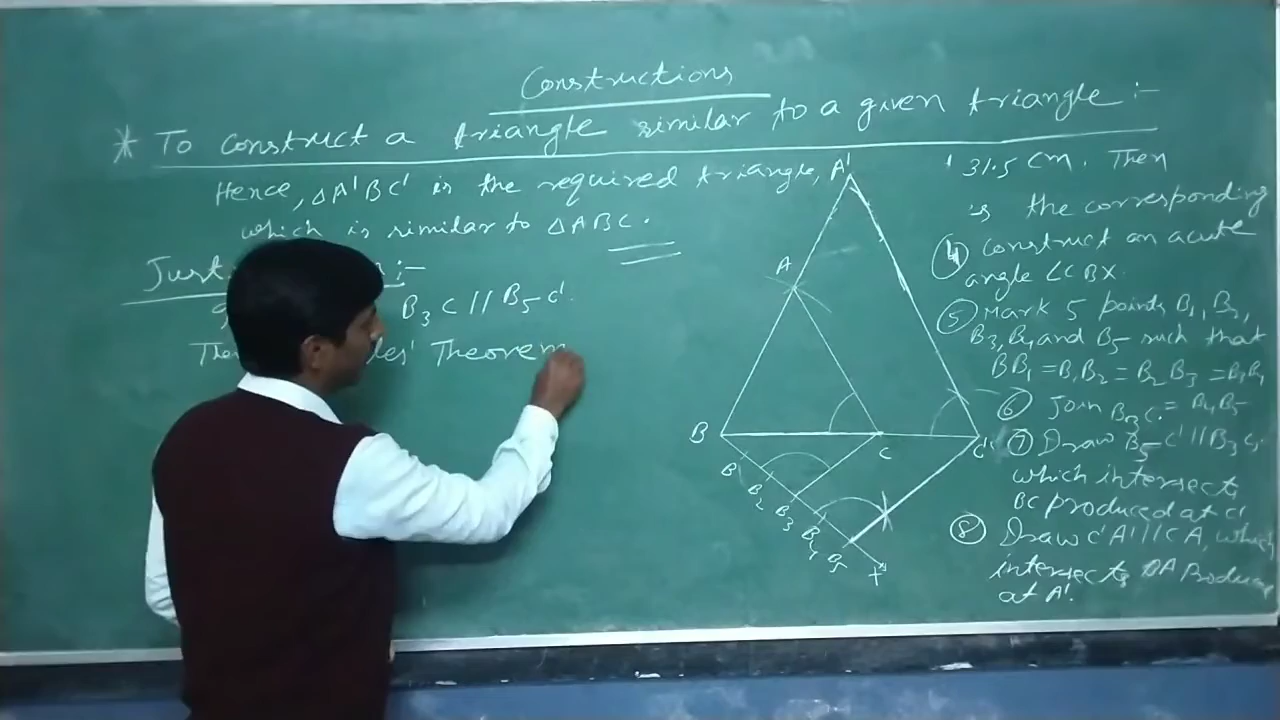 Constructions
* To construct a triangle similar to a given triangle :-
Hence, ΔA'BC' is the required triangle,
which is similar to ΔABC.
Just :-
B3C // B5C'.
Theorem
A'
A
B
C
C'
B1
B2
B3
B4
B5
31.5 cm. Then
is the corresponding
④ Construct an acute
angle ∠CBX.
⑤ Mark 5 points B1, B2,
B3, B4 and B5 such that
BB1 = B1B2 = B2B3 = B3B4
= B4B5
⑥ Join B3C.
⑦ Draw B5C' // B3C,
which intersects
BC produced at C'
⑧ Draw C'A' // CA, which
intersects BA Produced
at A'.